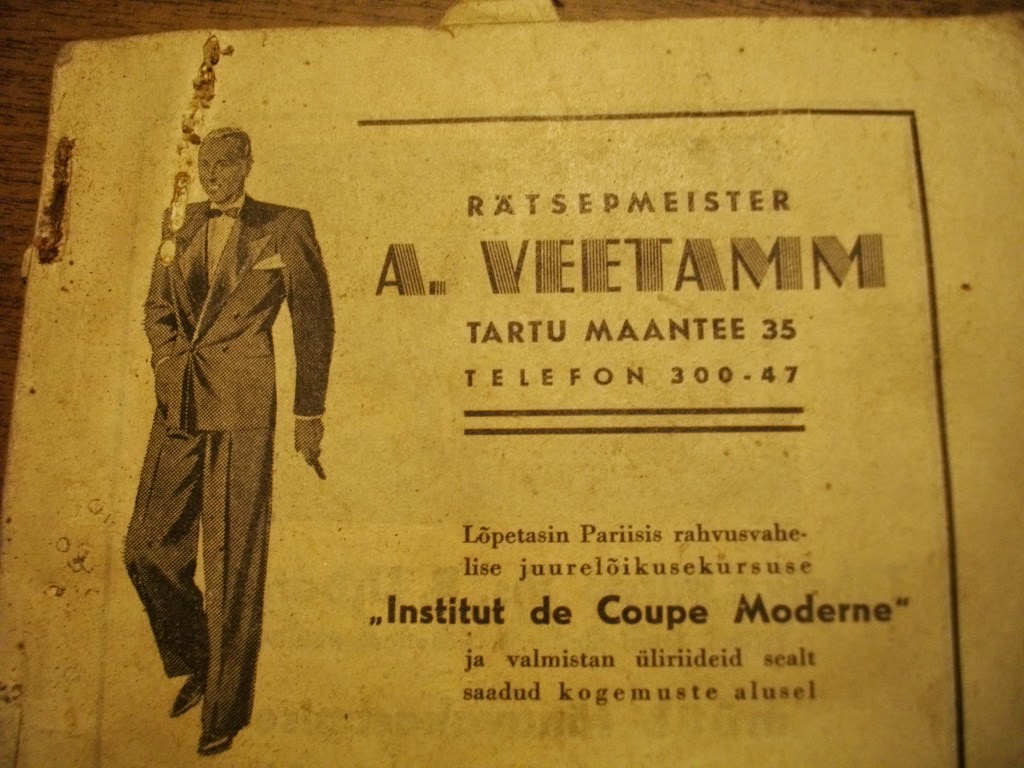 RÄTSEPMEISTER
A. VEETAMM
TARTU MAANTEE 35
TELEFON 300-47
Lõpetasin Pariisis rahvusvahe-
lise juurelõikusekursuse
„Institut de Coupe Moderne“
ja valmistan üliriideid sealt
saadud kogemuste alusel